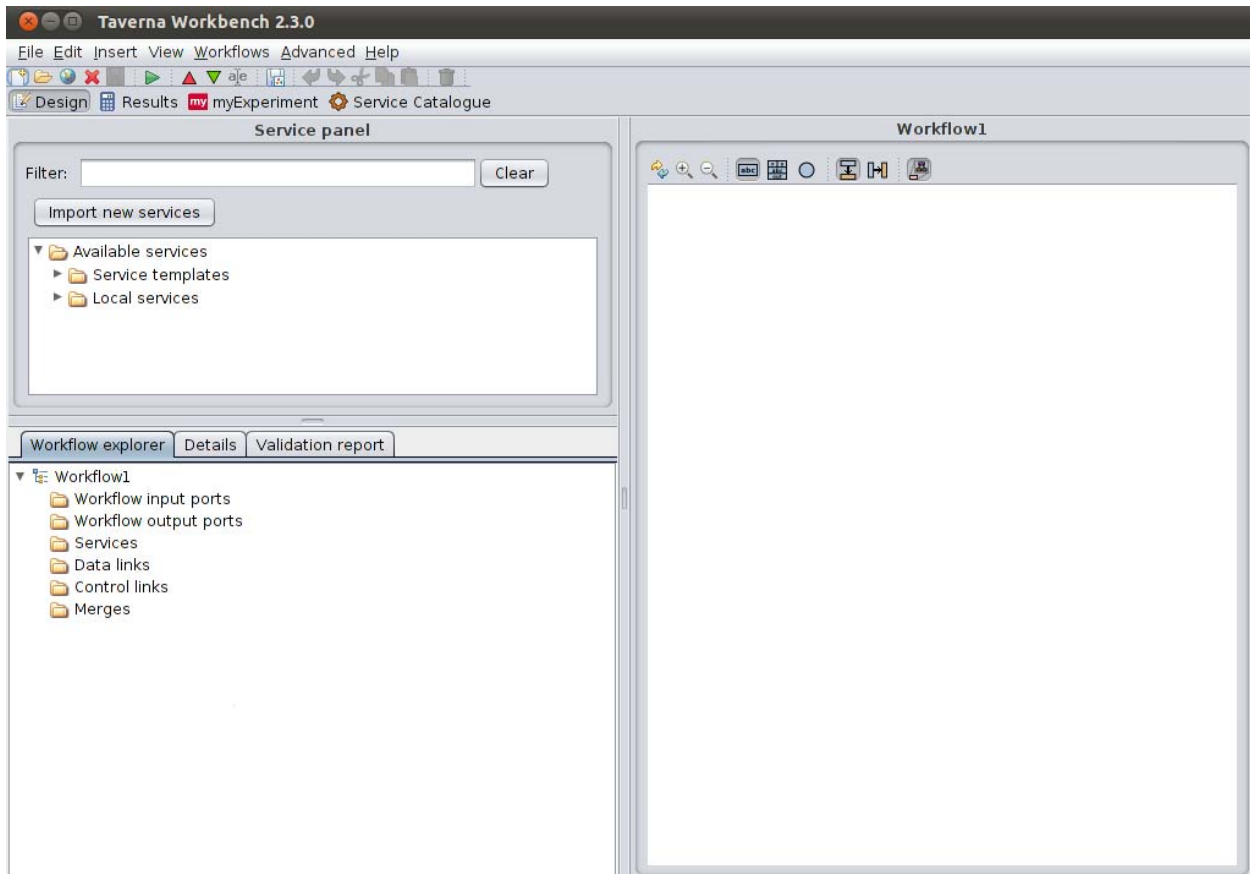 Taverna Workbench 2.3.0
File Edit Insert View Workflows Advanced Help
a|e
Design Results my myExperiment Service Catalogue
Service panel
Filter: Clear
Import new services
Available services
Service templates
Local services
Workflow explorer Details Validation report
Workflow1
Workflow input ports
Workflow output ports
Services
Data links
Control links
Merges
Workflow1
abc